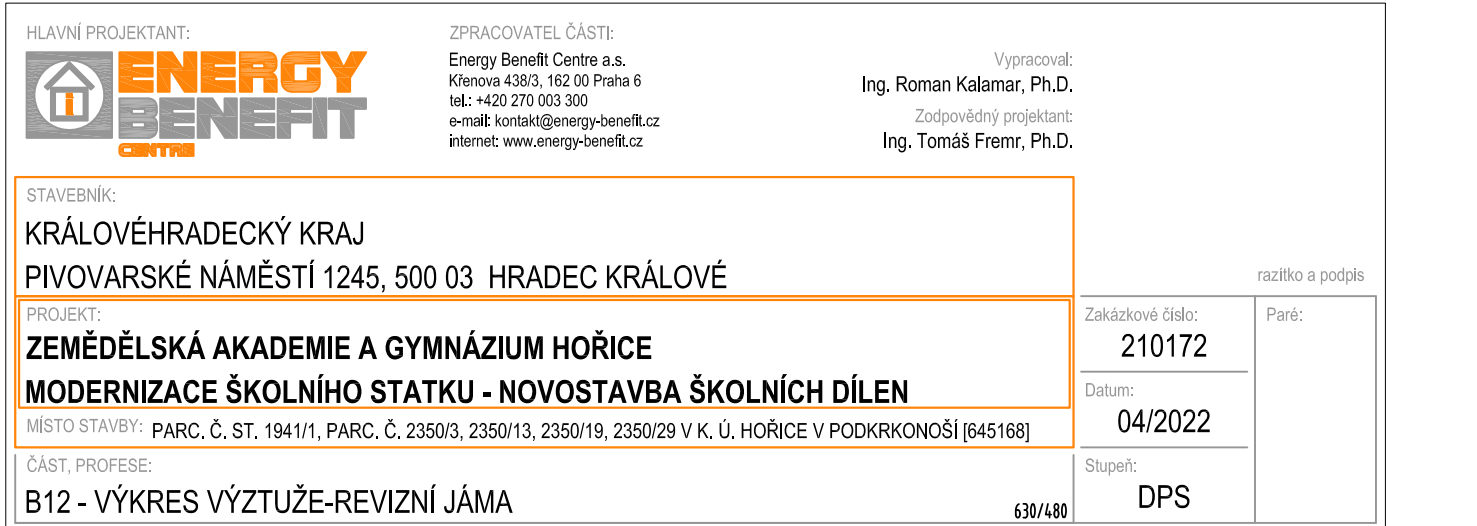 HLAVNÍ PROJEKTANT:
ENERGY
BENEFIT
CENTRE
ZPRACOVATEL ČÁSTI:
Energy Benefit Centre a.s.
Křenova 438/3, 162 00 Praha 6
tel.: +420 270 003 300
e-mail: kontakt@energy-benefit.cz
internet: www.energy-benefit.cz
Vypracoval:
Ing. Roman Kalamar, Ph.D.
Zodpovědný projektant:
Ing. Tomáš Fremr, Ph.D.
razítko a podpis
STAVEBNÍK:
KRÁLOVÉHRADECKÝ KRAJ
PIVOVARSKÉ NÁMĚSTÍ 1245, 500 03 HRADEC KRÁLOVÉ
PROJEKT:
ZEMĚDĚLSKÁ AKADEMIE A GYMNÁZIUM HOŘICE
MODERNIZACE ŠKOLNÍHO STATKU - NOVOSTAVBA ŠKOLNÍCH DÍLEN
MÍSTO STAVBY: PARC. Č. ST. 1941/1, PARC. Č. 2350/3, 2350/13, 2350/19, 2350/29 V K. Ú. HOŘICE V PODKRKONOŠÍ [645168]
ČÁST, PROFESE:
B12 - VÝKRES VÝZTUŽE-REVIZNÍ JÁMA
630/480
Zakázkové číslo:
210172
Datum:
04/2022
Stupeň:
DPS
Paré: